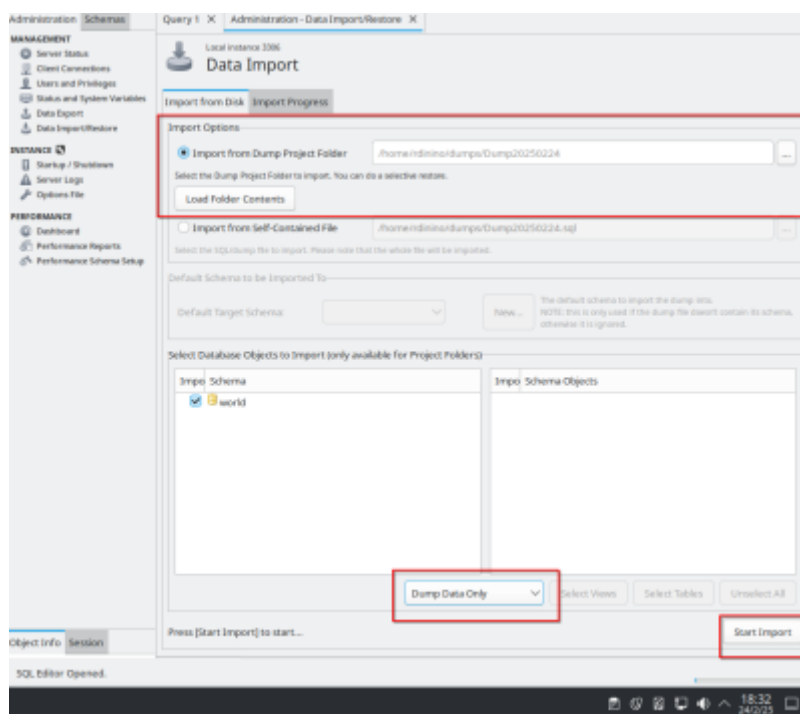 Administration Schemas
Query 1 X Administration - Data Import/Restore X
MANAGEMENT
Server Status
Client Connections
Users and Privileges
Status and System Variables
Data Export
Data Import/Restore
INSTANCE
Startup / Shutdown
Server Logs
Options File
PERFORMANCE
Dashboard
Performance Reports
Performance Schema Setup
Local instance 3306
Data Import
Import from Disk Import Progress
Import Options
Import from Dump Project Folder /home/rdinino/dumps/Dump20250224 ...
Select the Dump Project Folder to import. You can do a selective restore.
Load Folder Contents
Import from Self-Contained File /home/rdinino/dumps/Dump20250224.sql ...
Select the SQL/dump file to import. Please note that the whole file will be imported.
Default Schema to be Imported To
Default Target Schema: New...
The default schema to import the dump into.
NOTE: this is only used if the dump file doesn't contain its schema,
otherwise it is ignored.
Select Database Objects to Import (only available for Project Folders)
Impo Schema
world
Impo Schema Objects
Dump Data Only Select Views Select Tables Unselect All
Press [Start Import] to start... Start Import
Object Info Session
SQL Editor Opened.
18:32
24/2/25